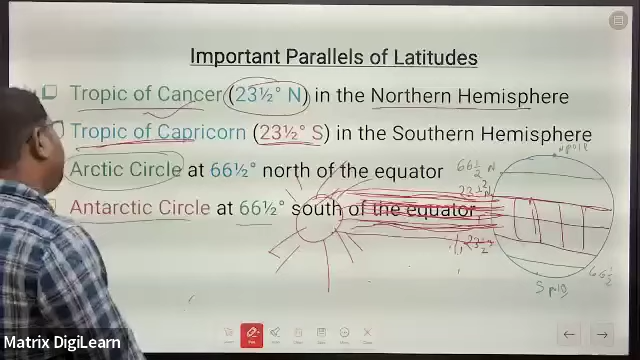 Important Parallels of Latitudes
Tropic of Cancer (23½° N) in the Northern Hemisphere
Tropic of Capricorn (23½° S) in the Southern Hemisphere
Arctic Circle at 66½° north of the equator
Antarctic Circle at 66½° south of the equator
N pole
66½ N
23½ N
23½
66½
S pole
Matrix DigiLearn